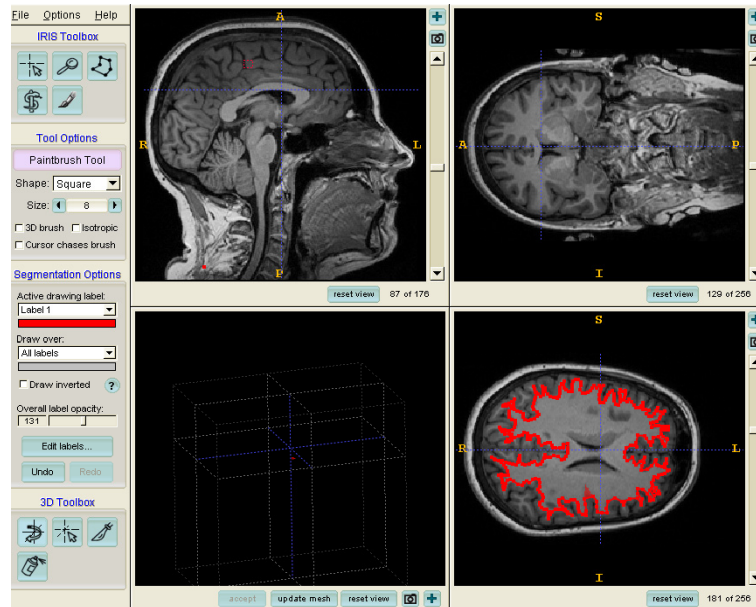 File Options Help
IRIS Toolbox
Tool Options
Paintbrush Tool
Shape: Square
Size: 8
3D brush Isotropic
Cursor chases brush
Segmentation Options
Active drawing label:
Label 1
Draw over:
All labels
Draw inverted ?
Overall label opacity:
131
Edit labels...
Undo Redo
3D Toolbox
A
R L
P
reset view 87 of 176
S
A P
I
reset view 129 of 256
accept update mesh reset view
S
R L
I
reset view 181 of 256